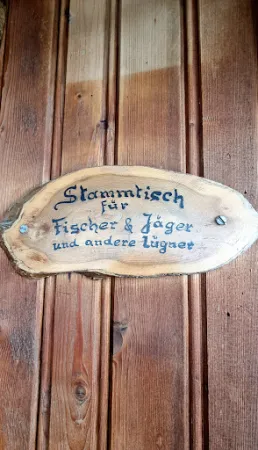 Stammtisch
für
Fischer & Jäger
und andere Lügner